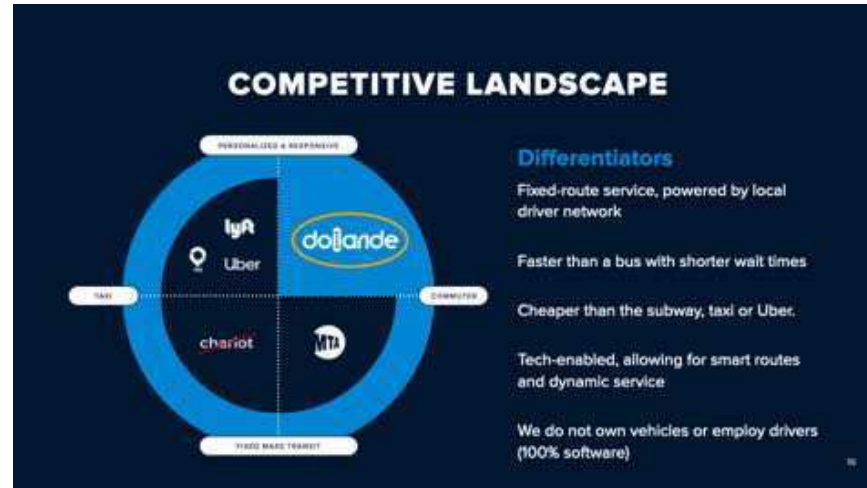 COMPETITIVE LANDSCAPE
PERSONALIZED & RESPONSIVE
lyft
Uber
dollaride
TAXI
COMMUTER
chariot
MTA
FIXED MASS TRANSIT
Differentiators
Fixed-route service, powered by local
driver network
Faster than a bus with shorter wait times
Cheaper than the subway, taxi or Uber.
Tech-enabled, allowing for smart routes
and dynamic service
We do not own vehicles or employ drivers
(100% software)